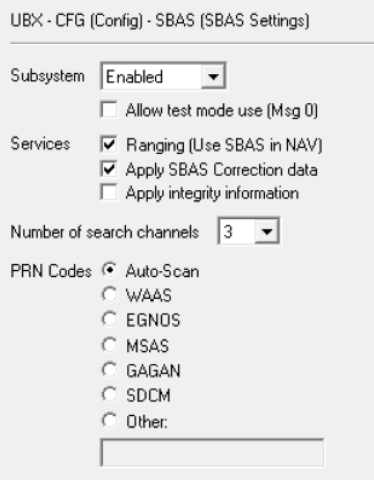 UBX - CFG (Config) - SBAS (SBAS Settings)
Subsystem Enabled
Allow test mode use (Msg 0)
Services Ranging (Use SBAS in NAV)
Apply SBAS Correction data
Apply integrity information
Number of search channels 3
PRN Codes Auto-Scan
WAAS
EGNOS
MSAS
GAGAN
SDCM
Other: